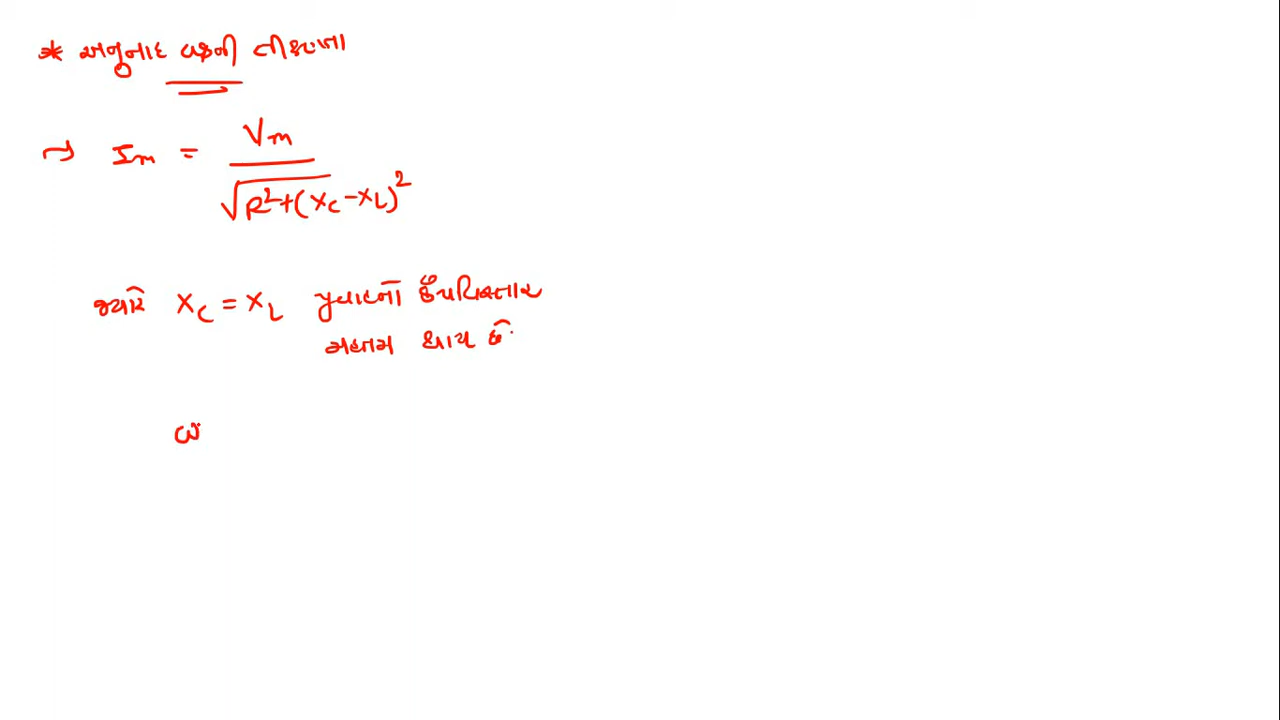 * અનુનાદ વક્રની તીક્ષ્ણતા
→ Im = Vm / √R²+(Xc-XL)²
જ્યારે Xc = XL પ્રવાહનો કંપવિસ્તાર
મહત્તમ થાય છે.
ω